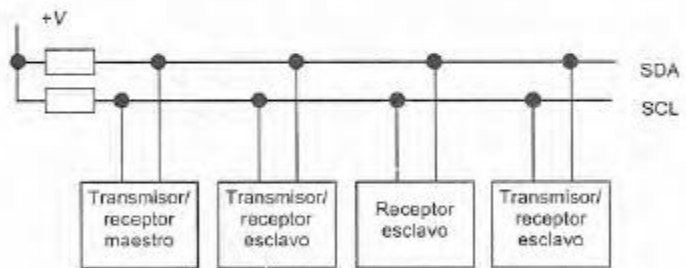 +V
SDA
SCL
Transmisor/
receptor
maestro
Transmisor/
receptor
esclavo
Receptor
esclavo
Transmisor/
receptor
esclavo